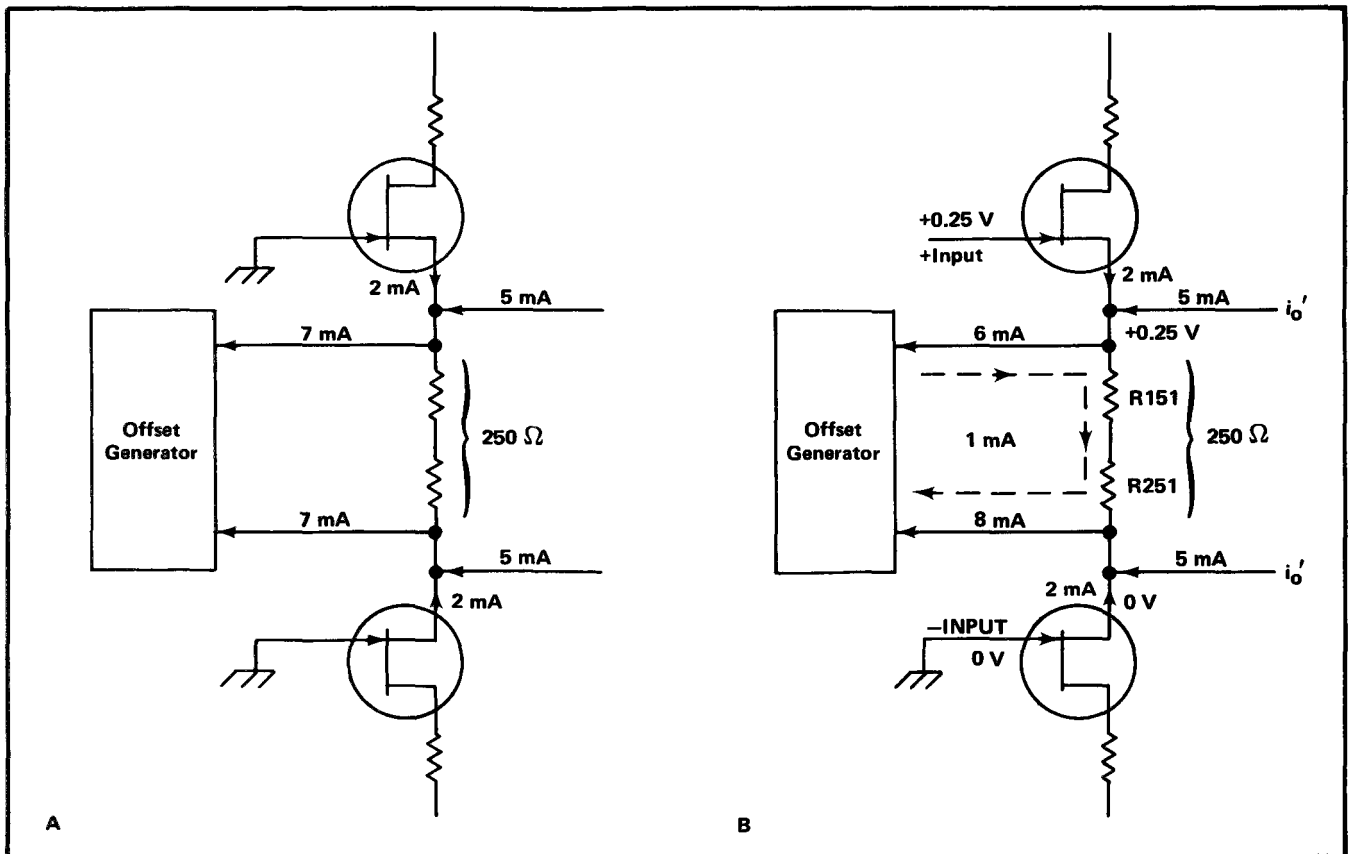 2 mA
5 mA
7 mA
Offset
Generator
250 Ω
7 mA
5 mA
2 mA
A
+0.25 V
+Input
2 mA
5 mA
i₀'
+0.25 V
6 mA
R151
Offset
Generator
1 mA
250 Ω
R251
8 mA
5 mA
i₀'
2 mA
0 V
–INPUT
0 V
B